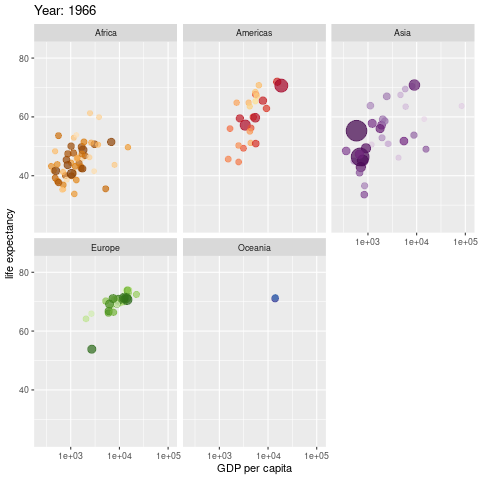 Year: 1966
Africa Americas Asia
80
60
40
1e+03 1e+04 1e+05
Europe Oceania
80
60
40
1e+03 1e+04 1e+05 1e+03 1e+04 1e+05
life expectancy
GDP per capita